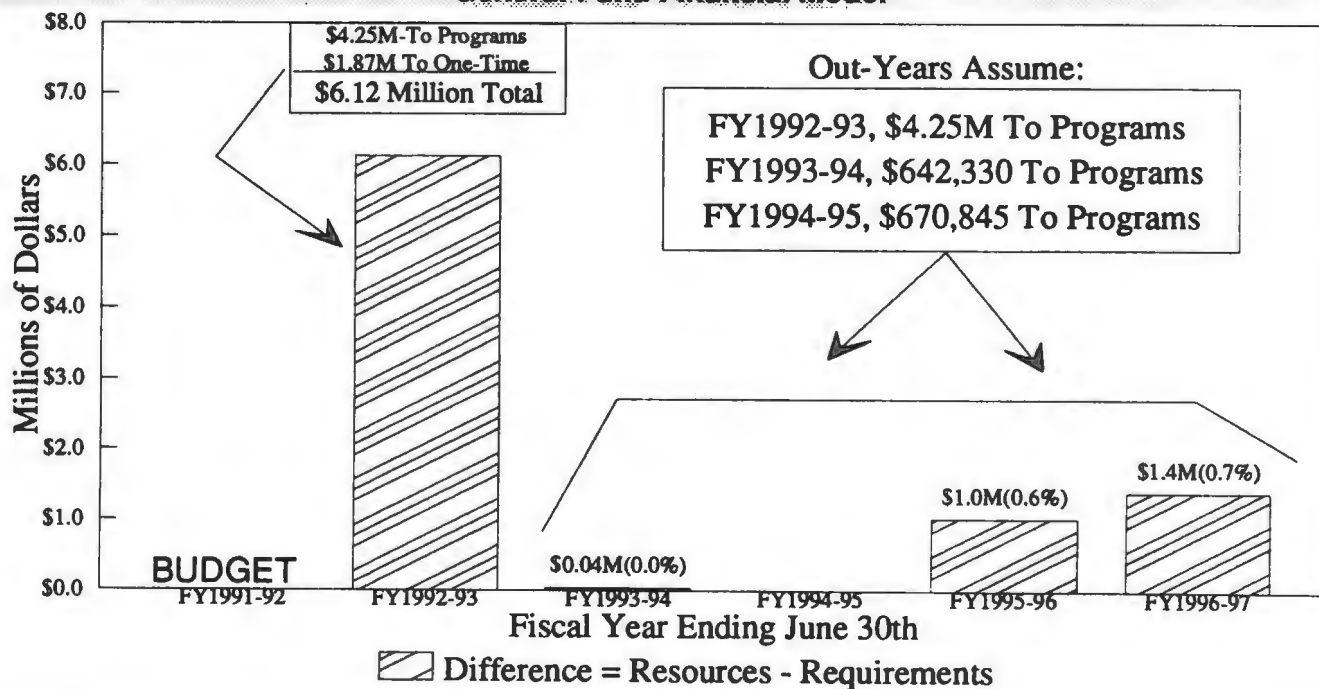 $8.0
$7.0
$6.0
$5.0
$4.0
$3.0
$2.0
$1.0
$0.0
Millions of Dollars
$4.25M-To Programs
$1.87M To One-Time
$6.12 Million Total
Out-Years Assume:
FY1992-93, $4.25M To Programs
FY1993-94, $642,330 To Programs
FY1994-95, $670,845 To Programs
BUDGET
$0.04M(0.0%)
$1.0M(0.6%)
$1.4M(0.7%)
FY1991-92 FY1992-93 FY1993-94 FY1994-95 FY1995-96 FY1996-97
Fiscal Year Ending June 30th
Difference = Resources - Requirements